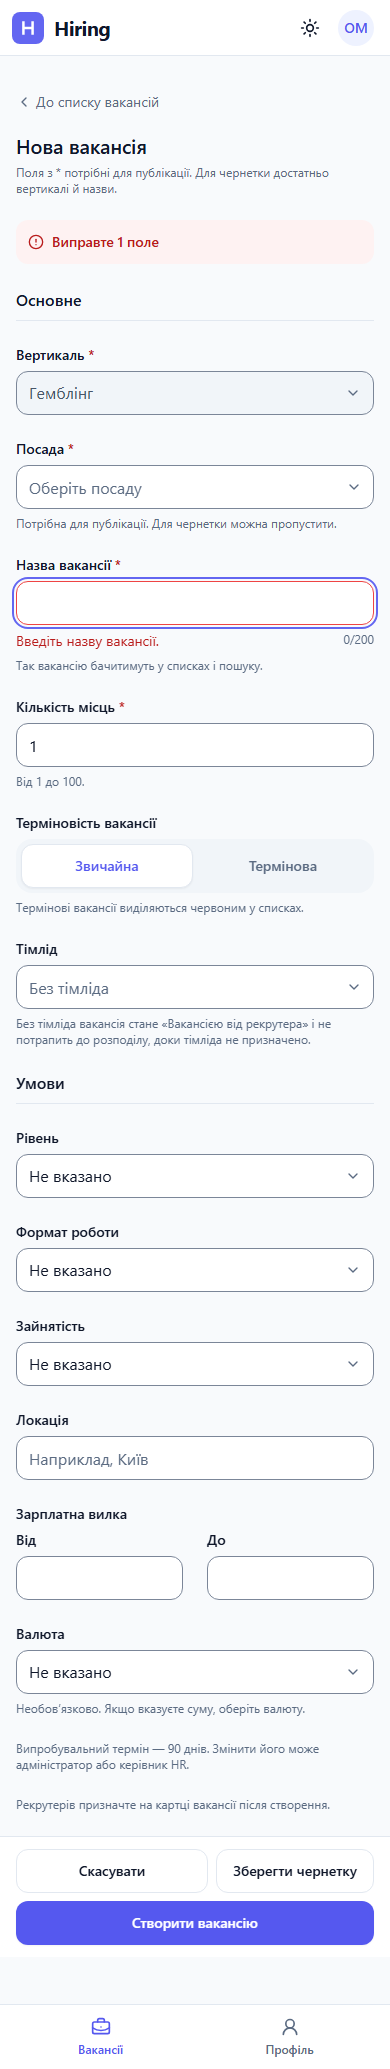 H Hiring
ОМ
До списку вакансій
Нова вакансія
Поля з * потрібні для публікації. Для чернетки достатньо
вертикалі й назви.
Виправте 1 поле
Основне
Вертикаль *
Гемблінг
Посада *
Оберіть посаду
Потрібна для публікації. Для чернетки можна пропустити.
Назва вакансії *
Введіть назву вакансії.
0/200
Так вакансію бачитимуть у списках і пошуку.
Кількість місць *
1
Від 1 до 100.
Терміновість вакансії
Звичайна
Термінова
Термінові вакансії виділяються червоним у списках.
Тімлід
Без тімліда
Без тімліда вакансія стане «Вакансією від рекрутера» і не
потрапить до розподілу, доки тімліда не призначено.
Умови
Рівень
Не вказано
Формат роботи
Не вказано
Зайнятість
Не вказано
Локація
Наприклад, Київ
Зарплатна вилка
Від
До
Валюта
Не вказано
Необов'язково. Якщо вказуєте суму, оберіть валюту.
Випробувальний термін — 90 днів. Змінити його може
адміністратор або керівник HR.
Рекрутерів призначте на картці вакансії після створення.
Скасувати
Зберегти чернетку
Створити вакансію
Вакансії
Профіль